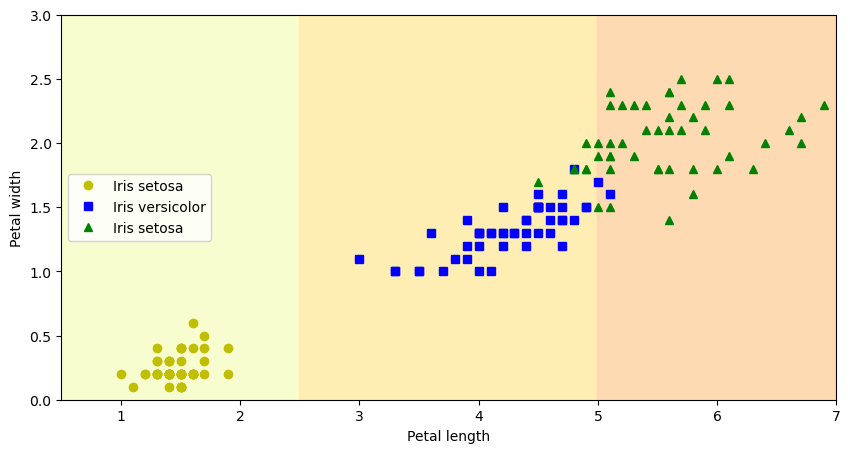 3.0
2.5
2.0
1.5
1.0
0.5
0.0
Petal width
Iris setosa
Iris versicolor
Iris setosa
1 2 3 4 5 6 7
Petal length